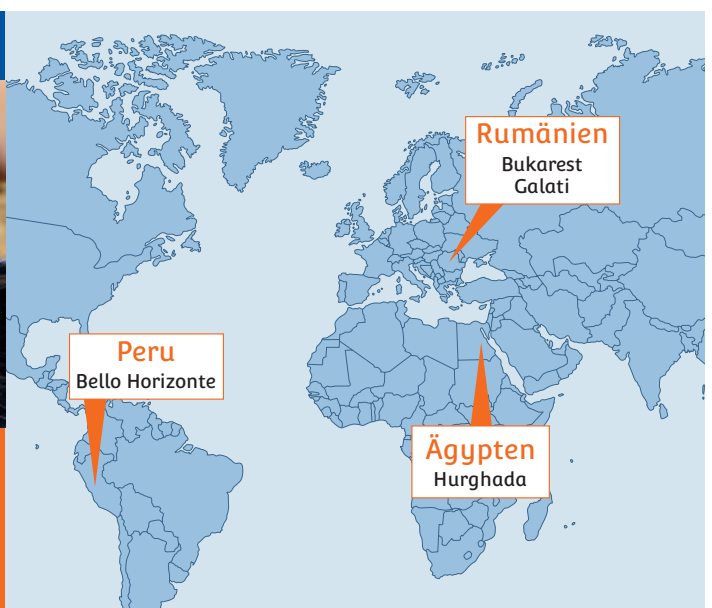 Rumänien
Bukarest
Galati
Peru
Bello Horizonte
Ägypten
Hurghada